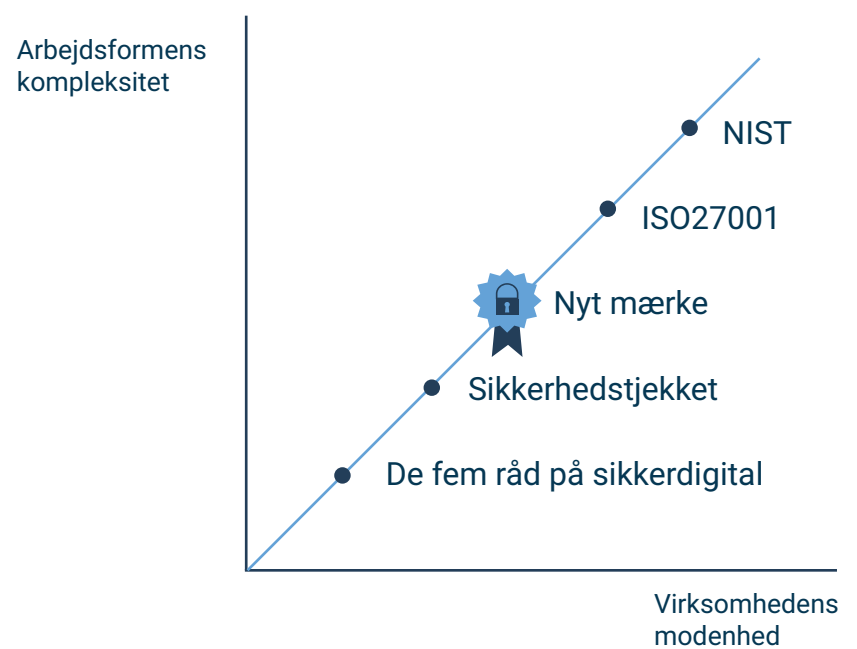 Arbejdsformens
kompleksitet
NIST
ISO27001
Nyt mærke
Sikkerhedstjekket
De fem råd på sikkerdigital
Virksomhedens
modenhed